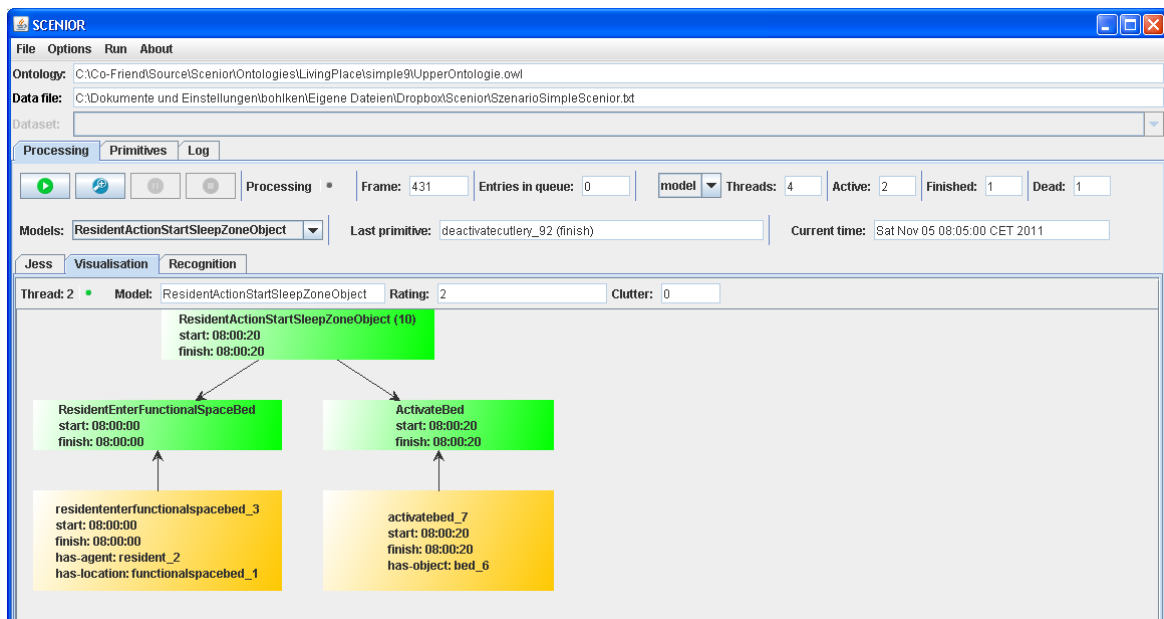 SCENIOR
File Options Run About
Ontology: C:\Co-Friend\Source\Scenior\Ontologies\LivingPlace\simple9\UpperOntologie.owl
Data file: C:\Dokumente und Einstellungen\bohlken\Eigene Dateien\Dropbox\Scenior\SzenarioSimpleScenior.txt
Dataset:
Processing Primitives Log
Processing Frame: 431 Entries in queue: 0 model Threads: 4 Active: 2 Finished: 1 Dead: 1
Models: ResidentActionStartSleepZoneObject Last primitive: deactivatecutlery_92 (finish) Current time: Sat Nov 05 08:05:00 CET 2011
Jess Visualisation Recognition
Thread: 2 Model: ResidentActionStartSleepZoneObject Rating: 2 Clutter: 0
ResidentActionStartSleepZoneObject (10)
start: 08:00:20
finish: 08:00:20
ResidentEnterFunctionalSpaceBed
start: 08:00:00
finish: 08:00:00
ActivateBed
start: 08:00:20
finish: 08:00:20
residententerfunctionalspacebed_3
start: 08:00:00
finish: 08:00:00
has-agent: resident_2
has-location: functionalspacebed_1
activatebed_7
start: 08:00:20
finish: 08:00:20
has-object: bed_6